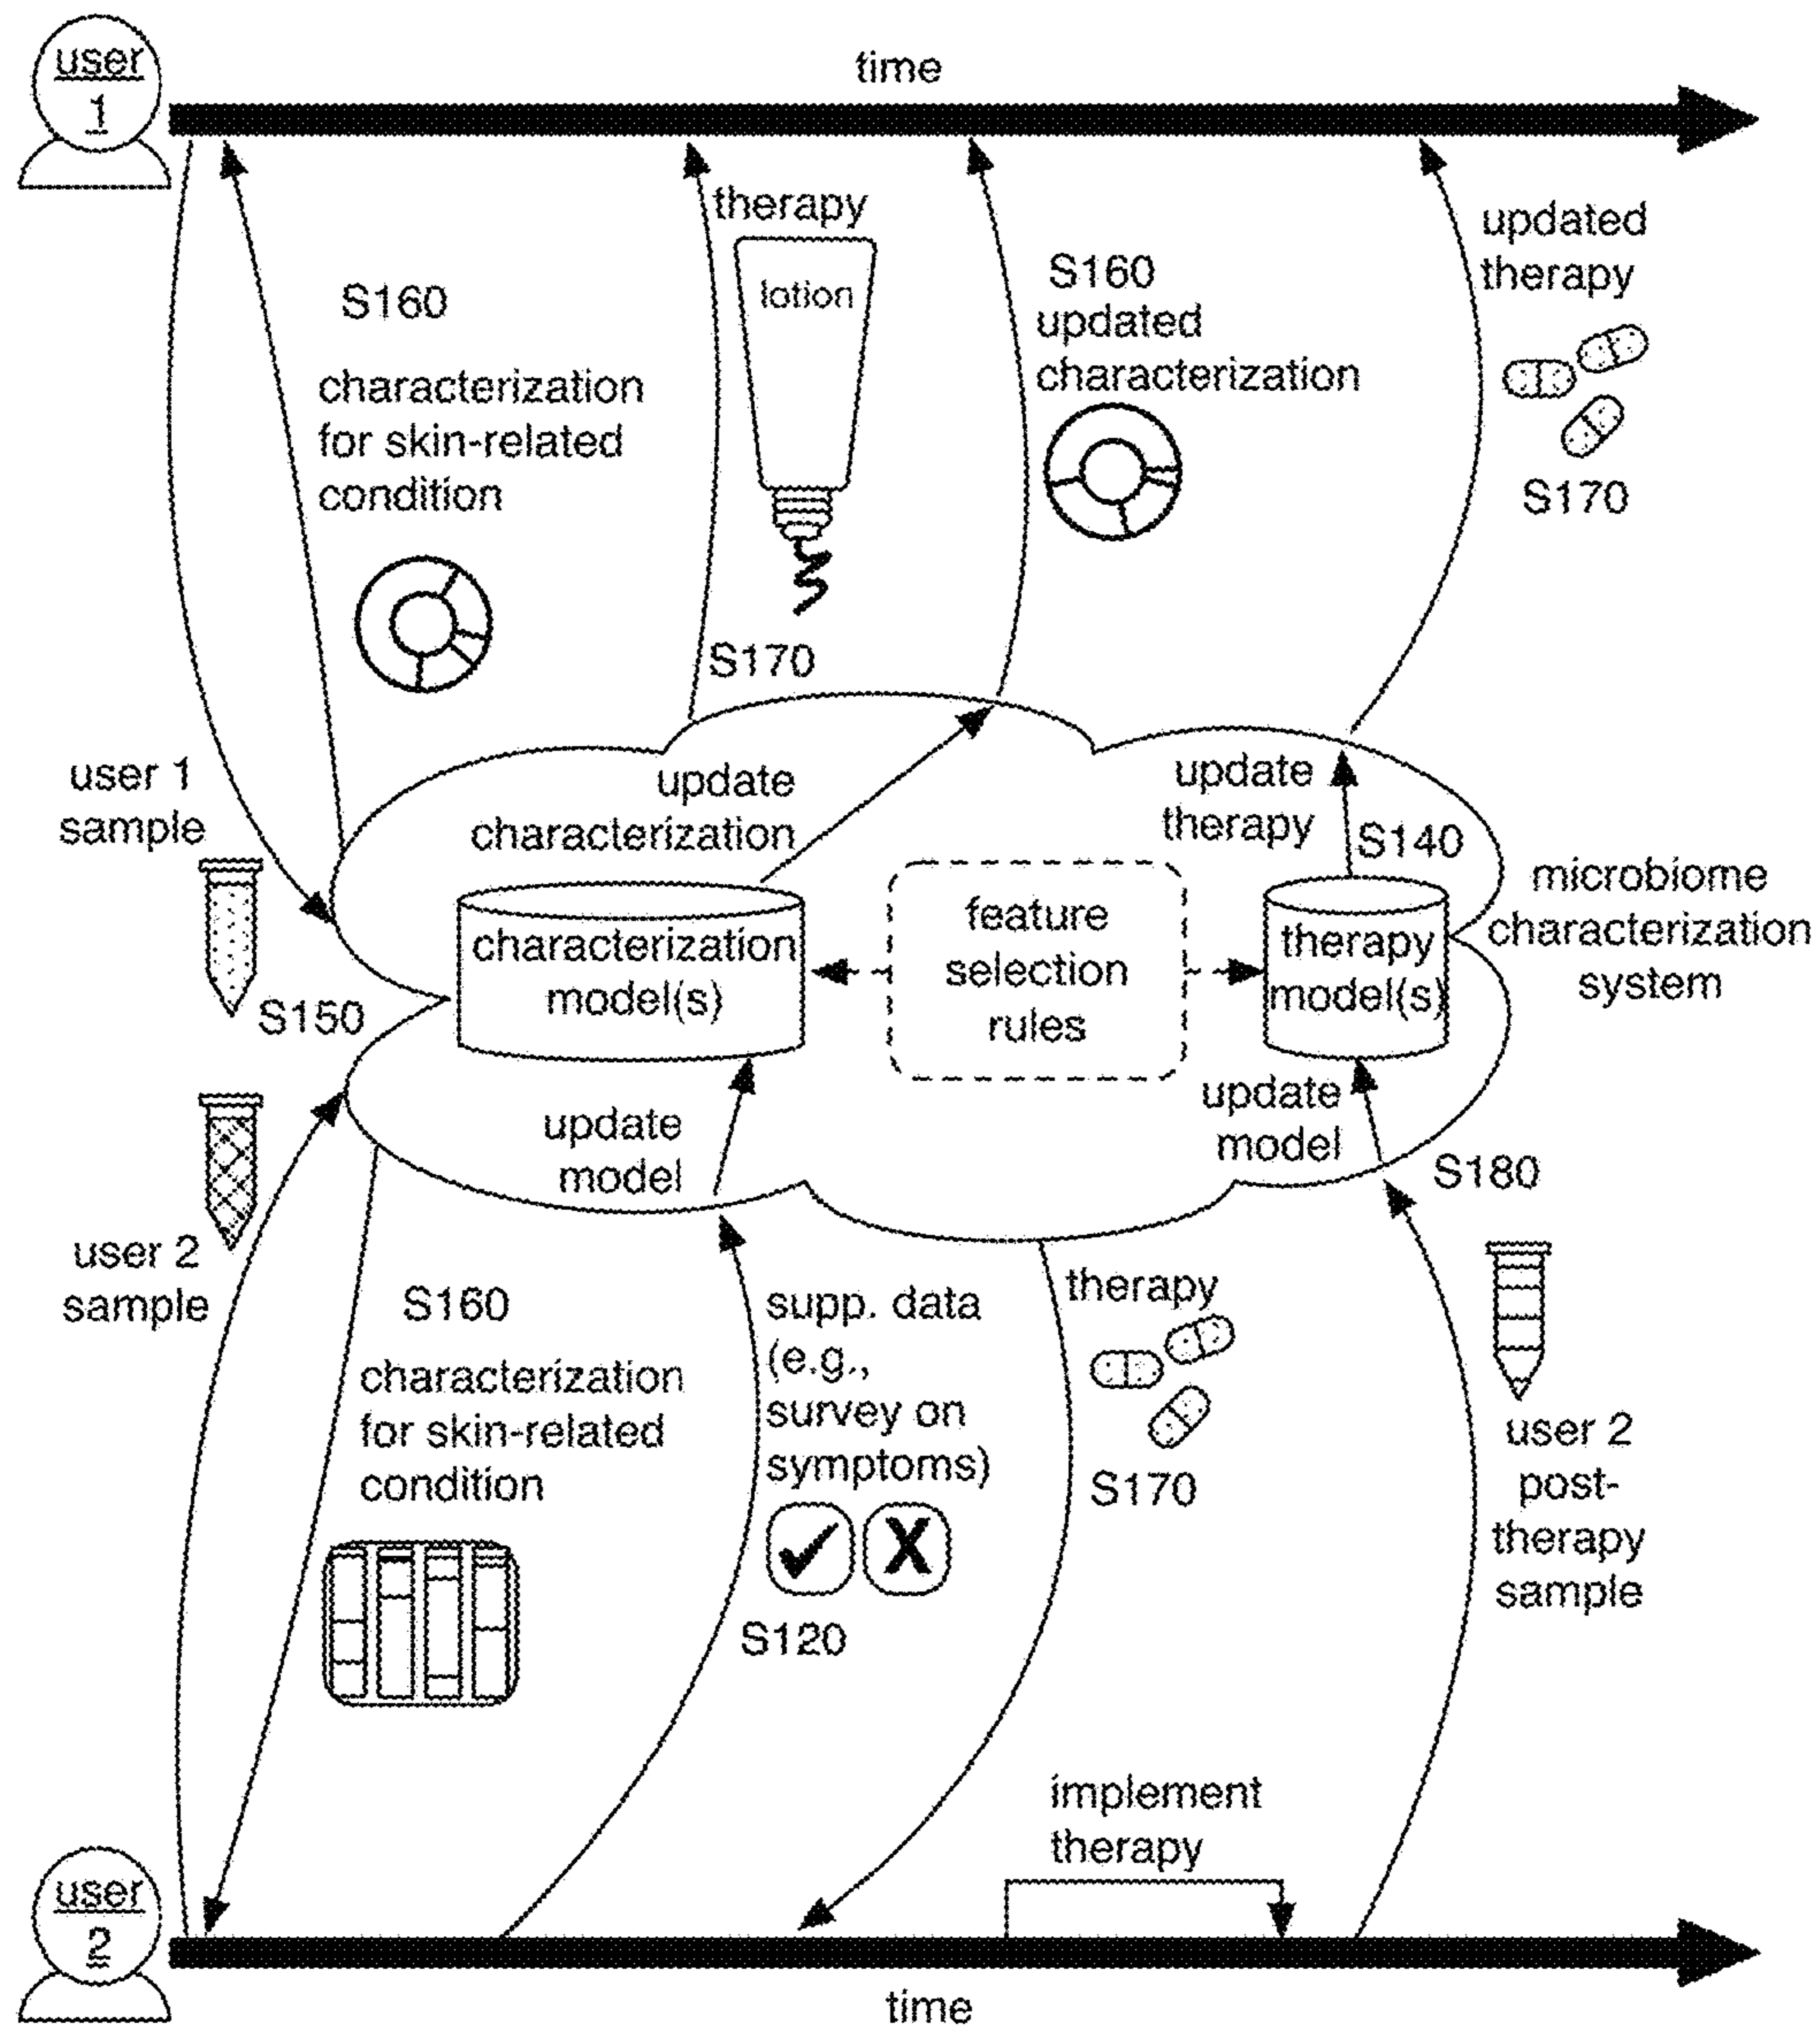 user
1
time
therapy
lotion
S160
characterization
for skin-related
condition
S170
S160
updated
characterization
updated
therapy
S170
user 1
sample
S150
update
characterization
update
therapy
S140
characterization
model(s)
feature
selection
rules
therapy
model(s)
microbiome
characterization
system
update
model
update
model
S180
user 2
sample
S160
characterization
for skin-related
condition
supp. data
(e.g.,
survey on
symptoms)
S120
therapy
S170
user 2
post-
therapy
sample
implement
therapy
user
2
time